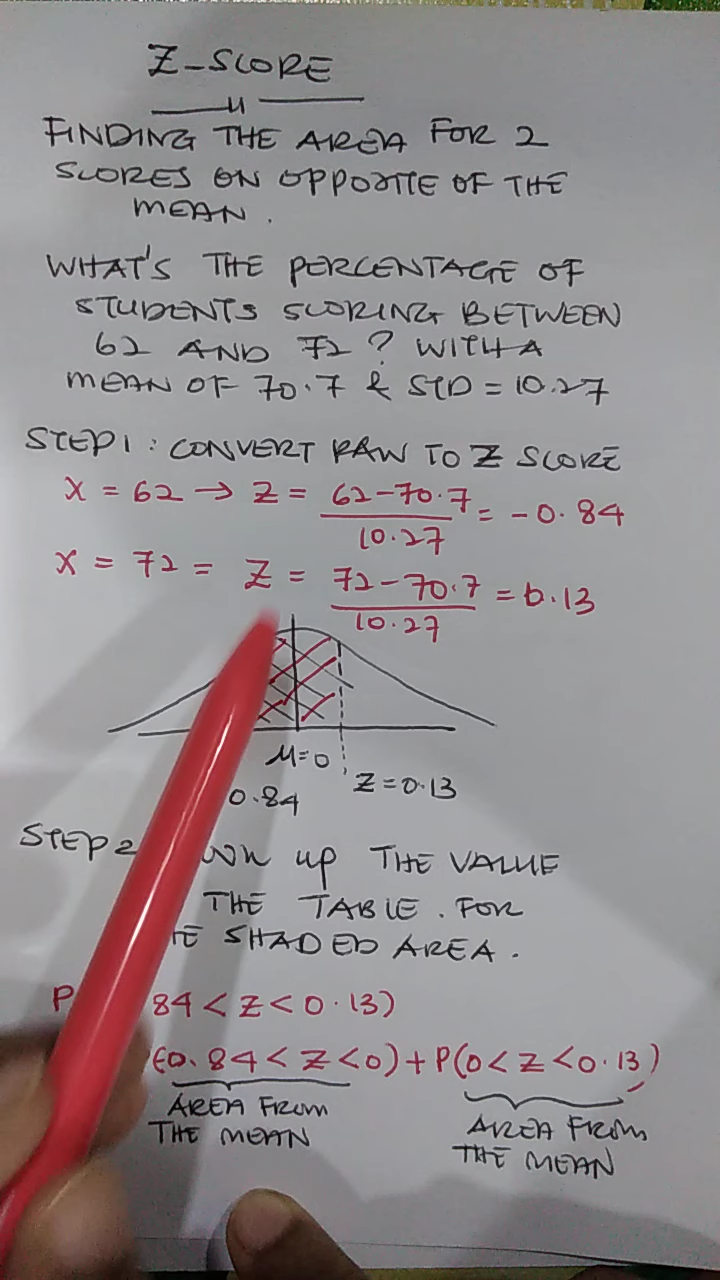 Z-SCORE
FINDING THE AREA FOR 2
SCORES ON OPPOSITE OF THE
MEAN.
WHAT'S THE PERCENTAGE OF
STUDENTS SCORING BETWEEN
62 AND 72? WITH A
MEAN OF 70.7 & STD = 10.27
STEP 1: CONVERT RAW TO Z SCORE
X = 62 → Z = 62-70.7 / 10.27 = -0.84
X = 72 = Z = 72-70.7 / 10.27 = 0.13
μ=0
Z=0.13
0.84
STEP 2 UP THE VALUE
THE TABLE. FOR
SHADED AREA.
P 84 < Z < 0.13)
(-0.84 < Z < 0) + P(0 < Z < 0.13)
AREA FROM
THE MEAN
AREA FROM
THE MEAN